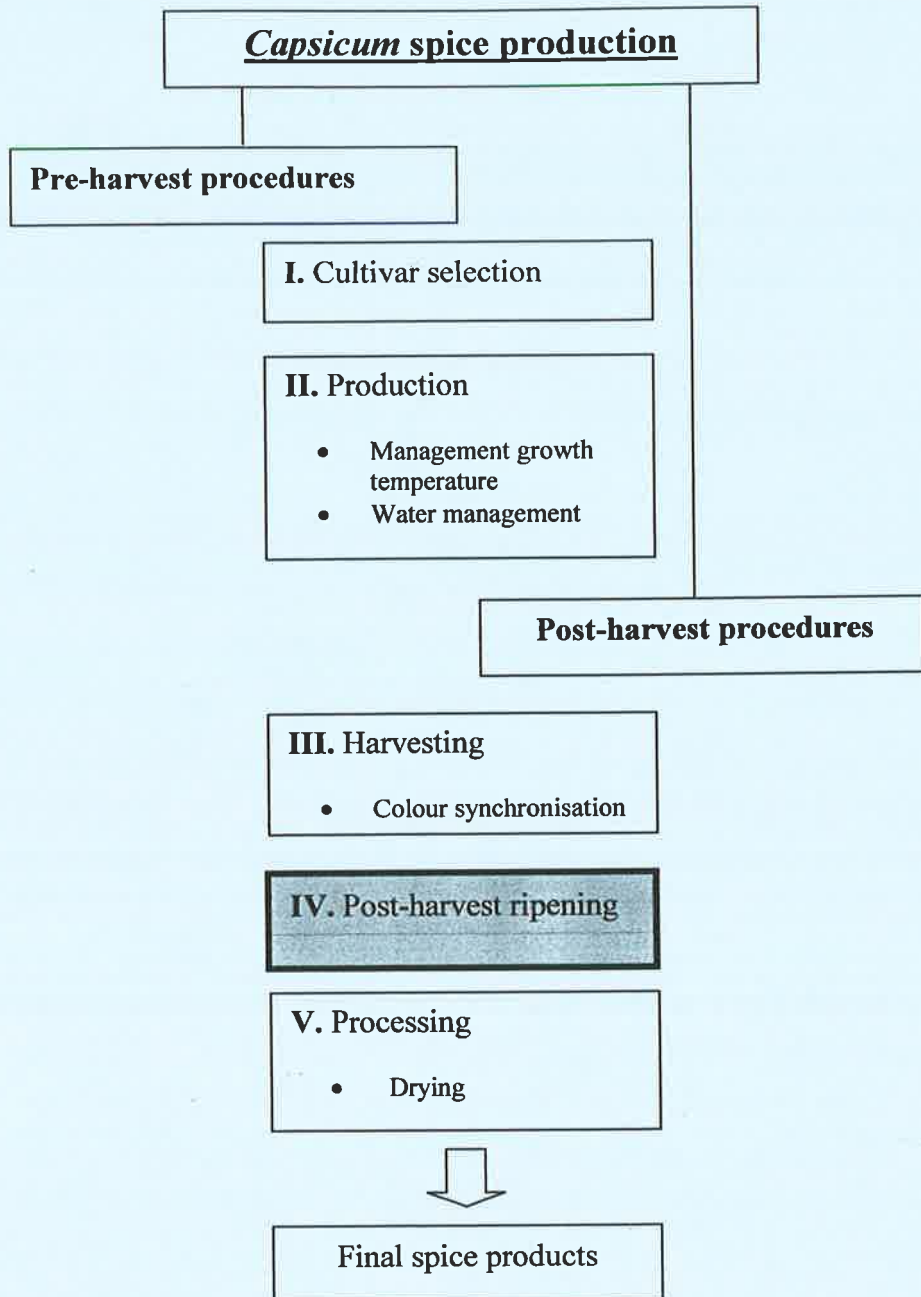 Capsicum spice production
Pre-harvest procedures
I. Cultivar selection
II. Production
• Management growth
temperature
• Water management
Post-harvest procedures
III. Harvesting
• Colour synchronisation
IV. Post-harvest ripening
V. Processing
• Drying
Final spice products